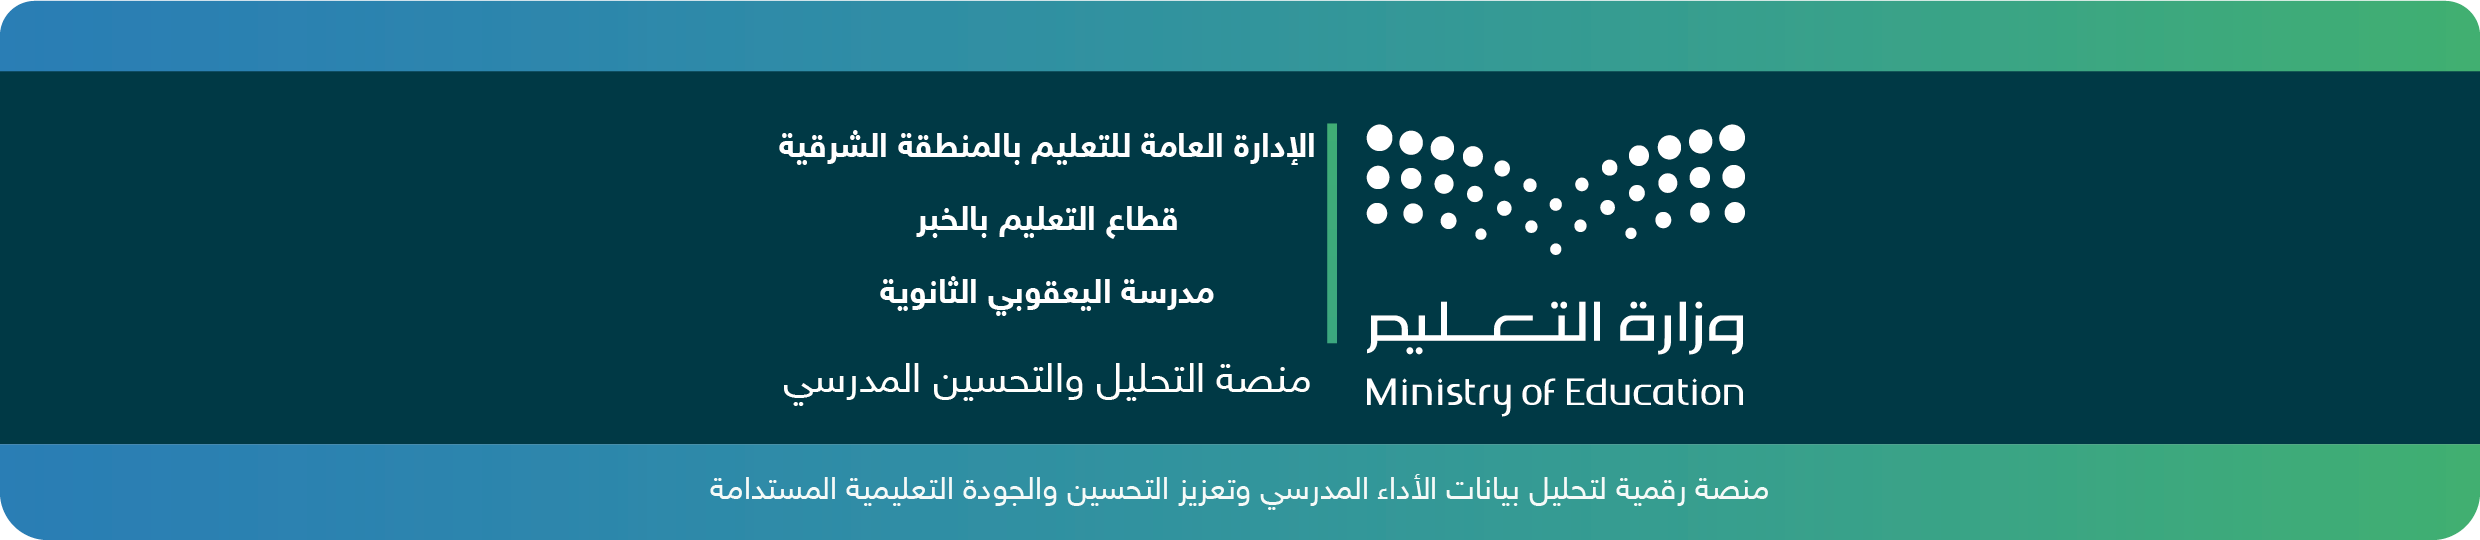 الإدارة العامة للتعليم بالمنطقة الشرقية
قطاع التعليم بالخبر
مدرسة اليعقوبي الثانوية
منصة التحليل والتحسين المدرسي
وزارة التعليم
Ministry of Education
منصة رقمية لتحليل بيانات الأداء المدرسي وتعزيز التحسين والجودة التعليمية المستدامة